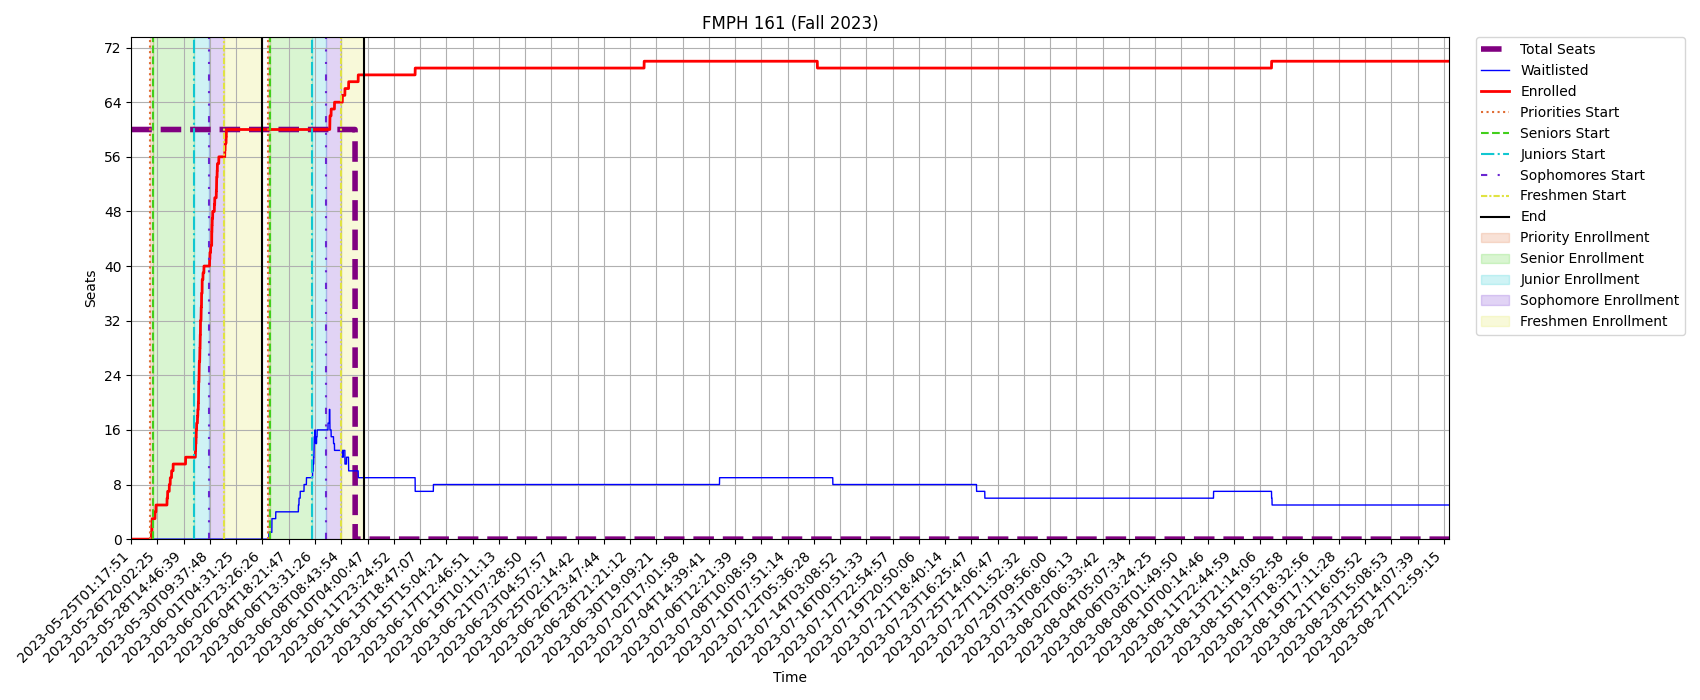 FMPH 161 (Fall 2023)
72
64
56
48
40
32
24
16
8
0
Seats
2023-05-25T01:17:51
2023-05-26T20:02:25
2023-05-28T14:46:39
2023-05-30T09:37:48
2023-06-01T04:31:25
2023-06-02T23:26:26
2023-06-04T18:21:47
2023-06-06T13:31:26
2023-06-08T08:43:54
2023-06-10T04:00:47
2023-06-11T23:24:52
2023-06-13T18:47:07
2023-06-15T15:04:21
2023-06-17T12:46:51
2023-06-19T10:11:13
2023-06-21T07:28:50
2023-06-23T04:57:57
2023-06-25T02:14:42
2023-06-26T23:47:44
2023-06-28T21:21:12
2023-06-30T19:09:21
2023-07-02T17:01:58
2023-07-04T14:39:41
2023-07-06T12:21:39
2023-07-08T10:08:59
2023-07-10T07:51:14
2023-07-12T05:36:28
2023-07-14T03:08:52
2023-07-16T00:51:33
2023-07-17T22:54:57
2023-07-19T20:50:06
2023-07-21T18:40:14
2023-07-23T16:25:47
2023-07-25T14:06:47
2023-07-27T11:52:32
2023-07-29T09:56:00
2023-07-31T08:06:13
2023-08-02T06:33:42
2023-08-04T05:07:34
2023-08-06T03:24:25
2023-08-08T01:49:50
2023-08-10T00:14:46
2023-08-11T22:44:59
2023-08-13T21:14:06
2023-08-15T19:52:58
2023-08-17T18:32:56
2023-08-19T17:11:28
2023-08-21T16:05:52
2023-08-23T15:08:53
2023-08-25T14:07:39
2023-08-27T12:59:15
Time
Total Seats
Waitlisted
Enrolled
Priorities Start
Seniors Start
Juniors Start
Sophomores Start
Freshmen Start
End
Priority Enrollment
Senior Enrollment
Junior Enrollment
Sophomore Enrollment
Freshmen Enrollment